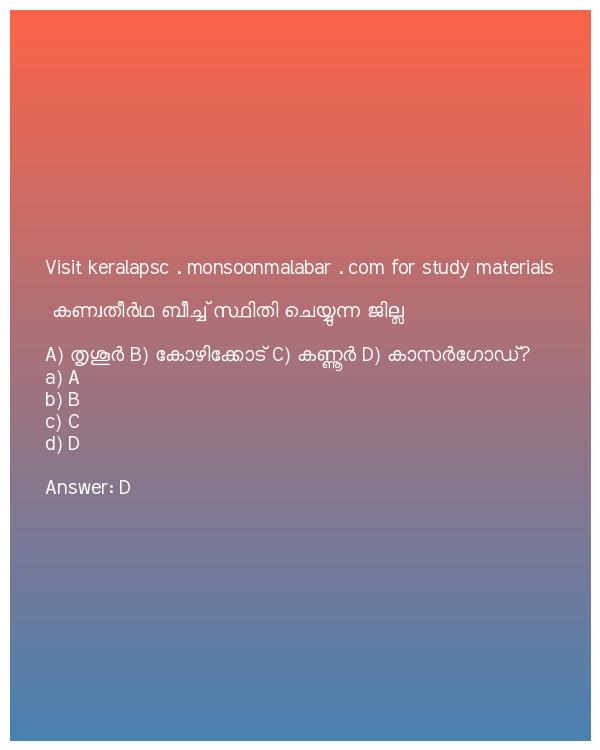 Visit keralapsc . monsoonmalabar . com for study materials
കണ്വതീർഥ ബീച്ച് സ്ഥിതി ചെയ്യുന്ന ജില്ല
A) തൃശൂർ B) കോഴിക്കോട് C) കണ്ണൂർ D) കാസർഗോഡ്?
a) A
b) B
c) C
d) D
Answer: D